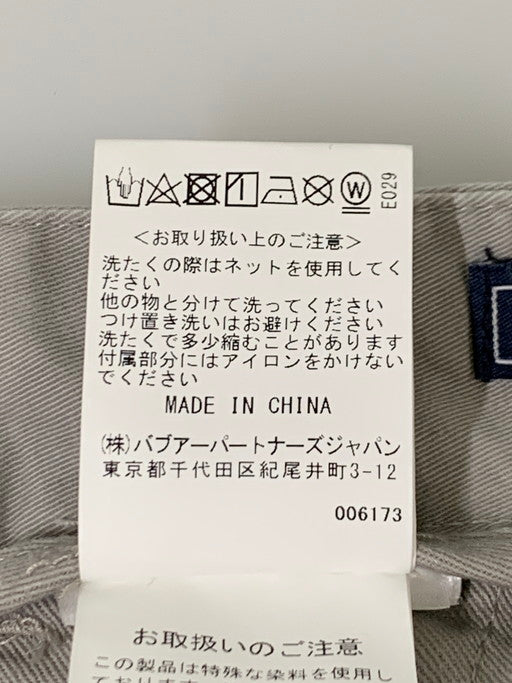 W
E029
<お取り扱い上のご注意>
洗たくの際はネットを使用してく
ださい
他の物と分けて洗ってください
つけ置き洗いはお避けください
洗たくで多少縮むことがあります
付属部分にはアイロンをかけない
でください
MADE IN CHINA
(株)バブアーパートナーズジャパン
東京都千代田区紀尾井町3-12
006173
お取扱いのご注意
この製品は特殊な染料を使用し